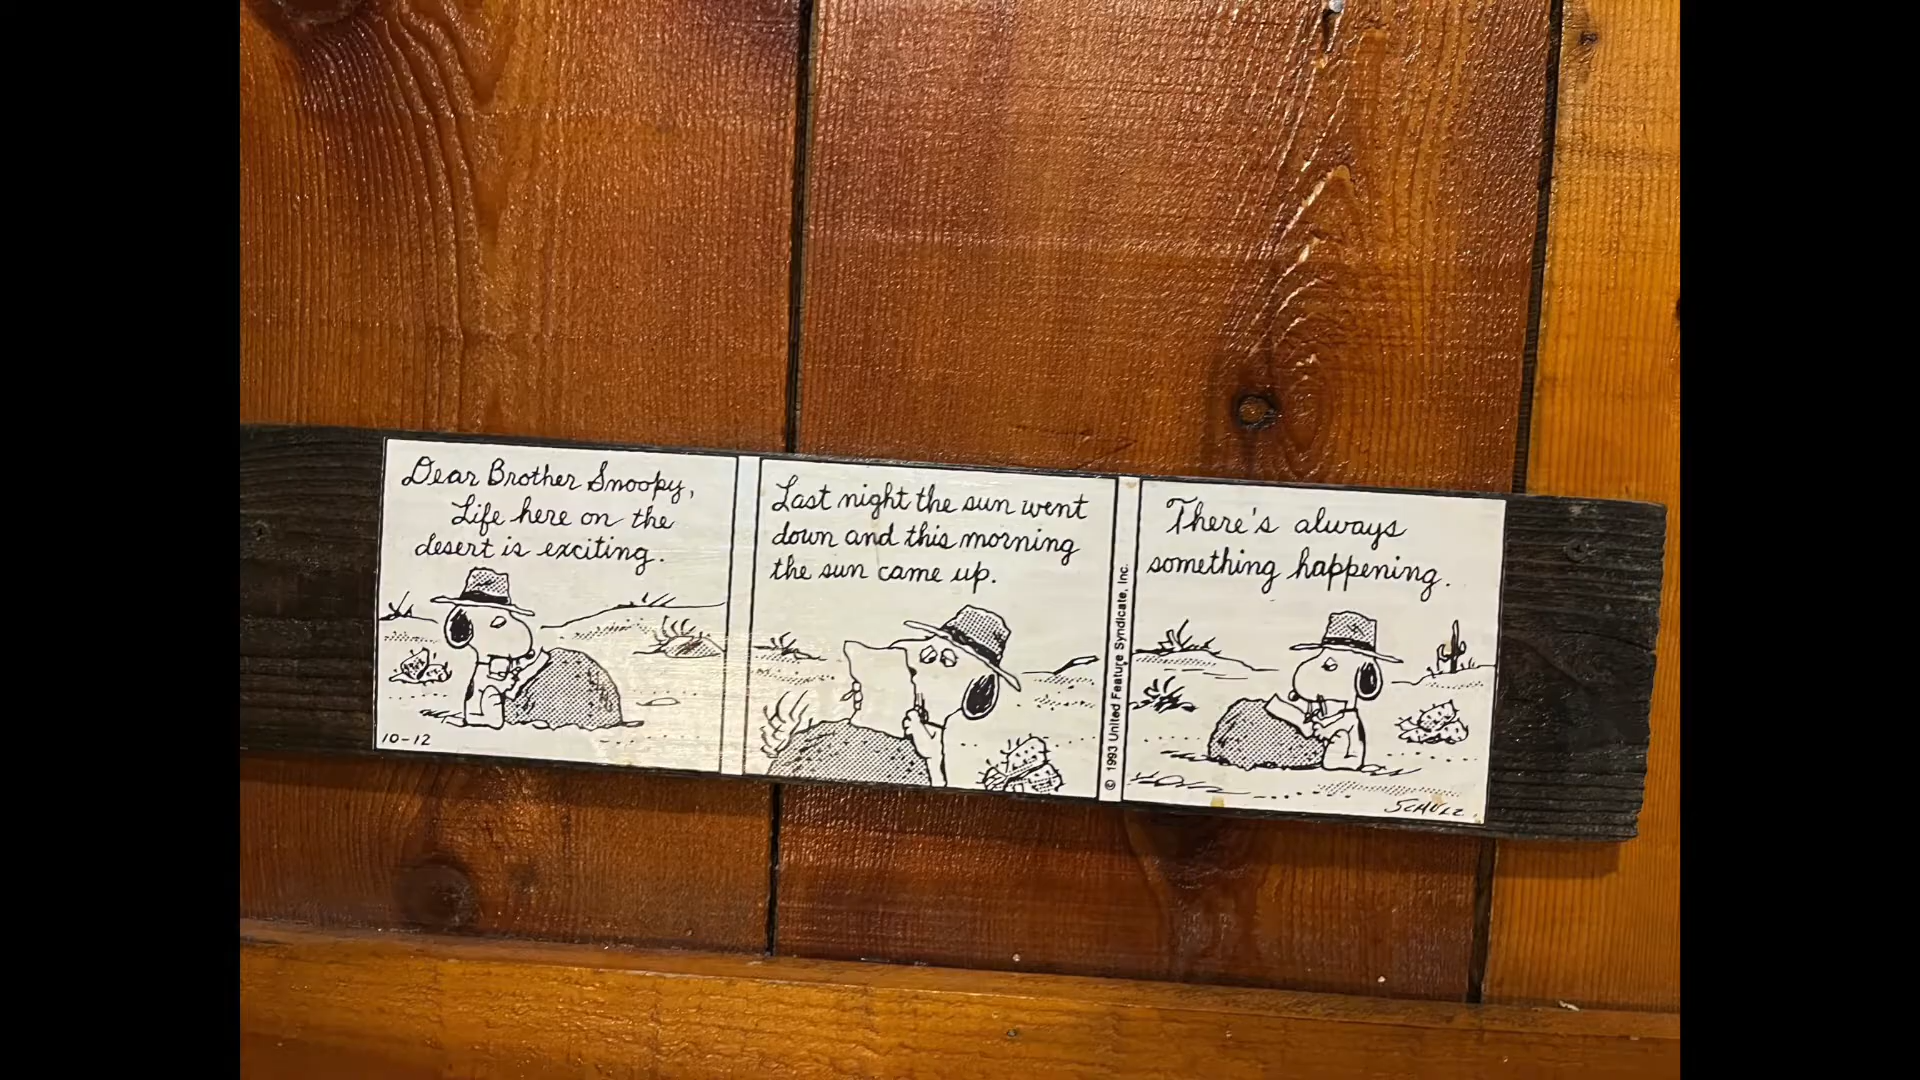 Dear Brother Snoopy,
Life here on the
desert is exciting.
10-12
Last night the sun went
down and this morning
the sun came up.
© 1993 United Feature Syndicate, Inc.
There's always
something happening.
SCHULZ